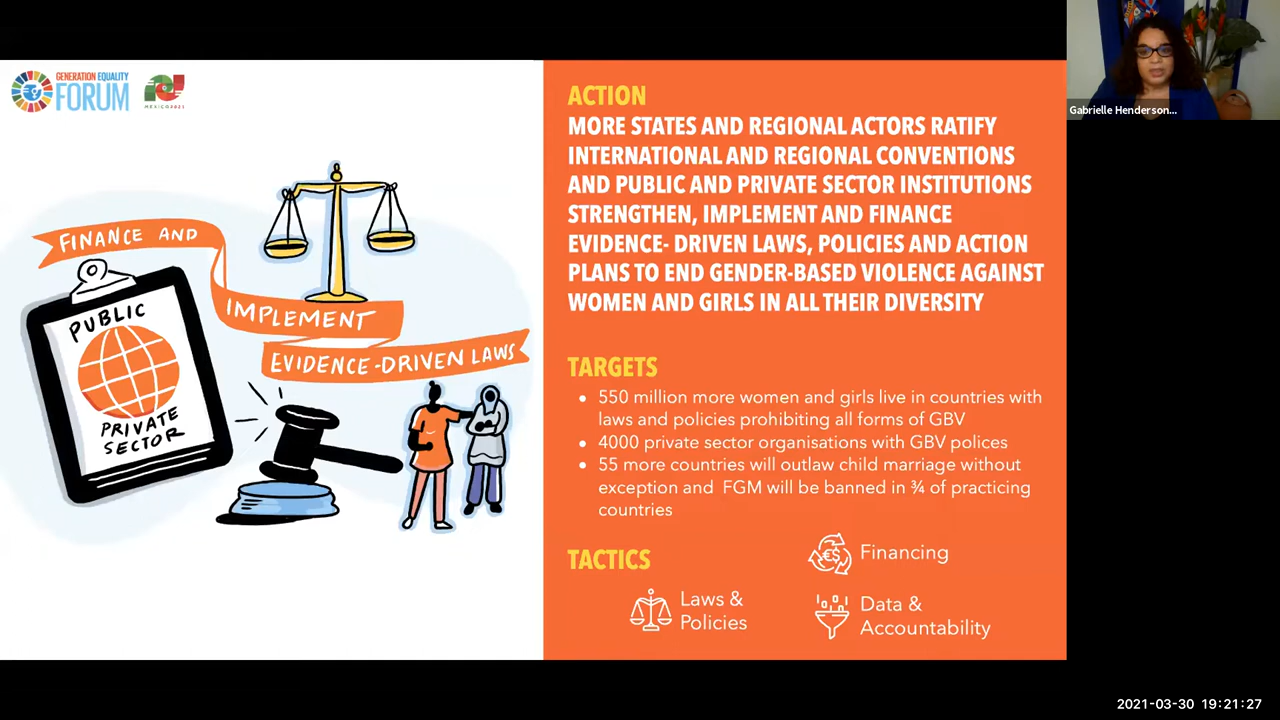 GENERATION EQUALITY
FORUM
MEXICO2021
FINANCE AND
IMPLEMENT
EVIDENCE-DRIVEN LAWS
PUBLIC
PRIVATE
SECTOR
ACTION
MORE STATES AND REGIONAL ACTORS RATIFY
INTERNATIONAL AND REGIONAL CONVENTIONS
AND PUBLIC AND PRIVATE SECTOR INSTITUTIONS
STRENGTHEN, IMPLEMENT AND FINANCE
EVIDENCE- DRIVEN LAWS, POLICIES AND ACTION
PLANS TO END GENDER-BASED VIOLENCE AGAINST
WOMEN AND GIRLS IN ALL THEIR DIVERSITY
TARGETS
• 550 million more women and girls live in countries with
laws and policies prohibiting all forms of GBV
• 4000 private sector organisations with GBV polices
• 55 more countries will outlaw child marriage without
exception and FGM will be banned in ¾ of practicing
countries
TACTICS
Financing
Laws &
Policies
Data &
Accountability
Gabrielle Henderson...
2021-03-30 19:21:27